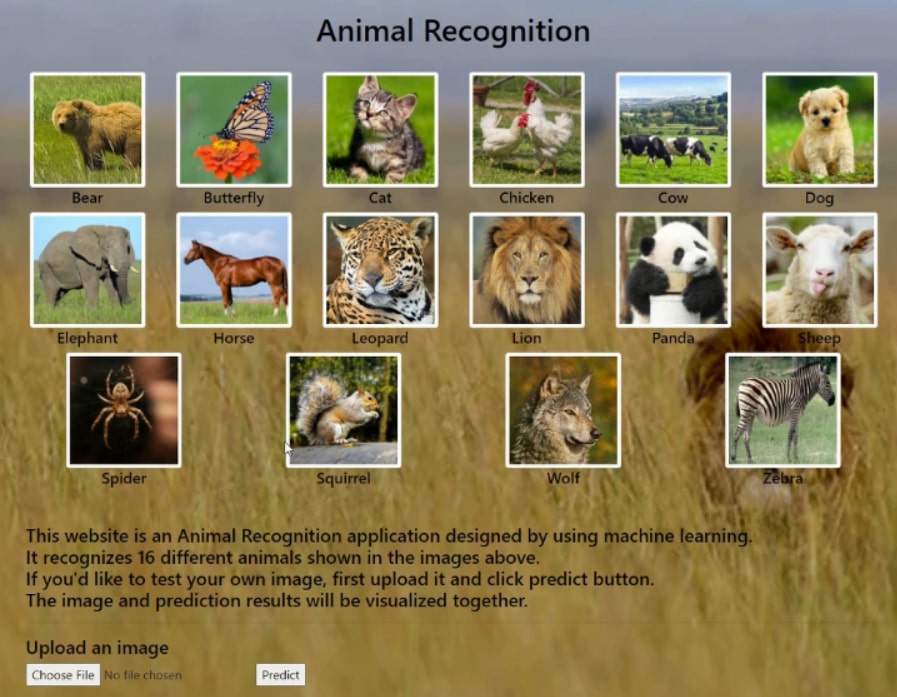 Animal Recognition
Bear Butterfly Cat Chicken Cow Dog
Elephant Horse Leopard Lion Panda Sheep
Spider Squirrel Wolf Zebra
This website is an Animal Recognition application designed by using machine learning.
It recognizes 16 different animals shown in the images above.
If you'd like to test your own image, first upload it and click predict button.
The image and prediction results will be visualized together.
Upload an image
Choose File No file chosen Predict